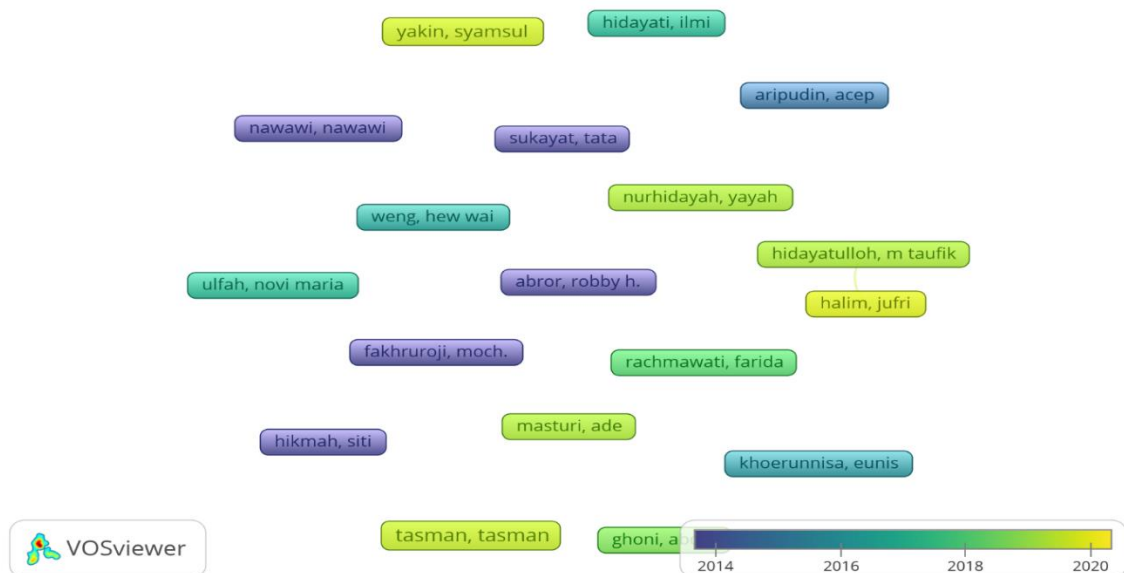 yakin, syamsul
hidayati, ilmi
aripudin, acep
nawawi, nawawi
sukayat, tata
nurhidayah, yayah
weng, hew wai
hidayatulloh, m taufik
ulfah, novi maria
abror, robby h.
halim, jufri
fakhruroji, moch.
rachmawati, farida
masturi, ade
hikmah, siti
khoerunnisa, eunis
tasman, tasman
ghoni,
VOSviewer
2014 2016 2018 2020